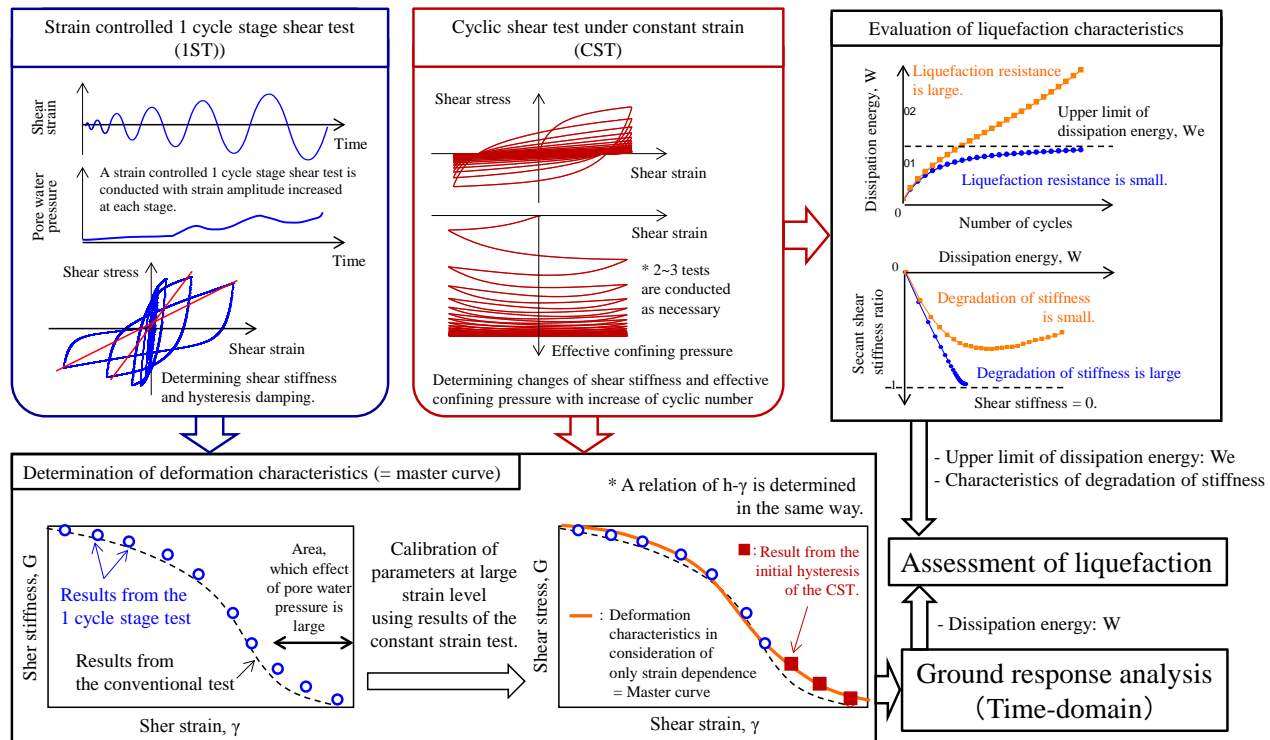 Strain controlled 1 cycle stage shear test
(1ST))
Shear
strain
Time
A strain controlled 1 cycle stage shear test is
conducted with strain amplitude increased
at each stage.
Pore water
pressure
Time
Shear stress
Shear strain
Determining shear stiffness
and hysteresis damping.
Cyclic shear test under constant strain
(CST)
Shear stress
Shear strain
Shear strain
* 2~3 tests
are conducted
as necessary
Effective confining pressure
Determining changes of shear stiffness and effective
confining pressure with increase of cyclic number
Evaluation of liquefaction characteristics
Dissipation energy, W
02
01
0
Liquefaction resistance
is large.
Upper limit of
dissipation energy, We
Liquefaction resistance is small.
Number of cycles
0
Dissipation energy, W
Secant shear
stiffness ratio
Degradation of stiffness
is small.
Degradation of stiffness is large
-1
Shear stiffness = 0.
- Upper limit of dissipation energy: We
- Characteristics of degradation of stiffness
Determination of deformation characteristics (= master curve)
* A relation of h-γ is determined
in the same way.
Sher stiffness, G
Results from the
1 cycle stage test
Area,
which effect
of pore water
pressure is
large
Results from
the conventional test
Sher strain, γ
Calibration of
parameters at large
strain level
using results of the
constant strain test.
Shear stress, G
: Result from the
initial hysteresis
of the CST.
: Deformation
characteristics in
consideration of
only strain dependence
= Master curve
Shear strain, γ
Assessment of liquefaction
- Dissipation energy: W
Ground response analysis
（Time-domain）